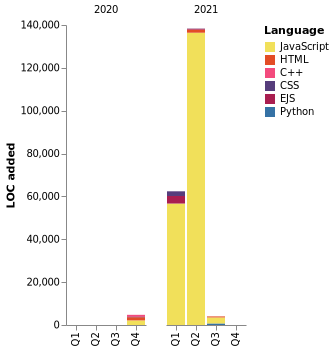 2020 2021
Language
JavaScript
HTML
C++
CSS
EJS
Python
LOC added
140,000
120,000
100,000
80,000
60,000
40,000
20,000
0
Q1 Q2 Q3 Q4 Q1 Q2 Q3 Q4